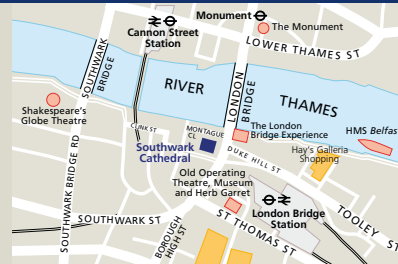 Monument
Cannon Street
Station
The Monument
LOWER THAMES ST
SOUTHWARK
BRIDGE
RIVER
THAMES
LONDON
BRIDGE
Shakespeare's
Globe Theatre
CLINK ST
MONTAGUE
CL
The London
Bridge Experience
HMS Belfast
Southwark
Cathedral
DUKE HILL ST
Hay's Galleria
Shopping
SOUTHWARK BRIDGE RD
Old Operating
Theatre, Museum
and Herb Garret
London Bridge
Station
TOOLEY ST
SOUTHWARK ST
BOROUGH
HIGH ST
ST THOMAS ST